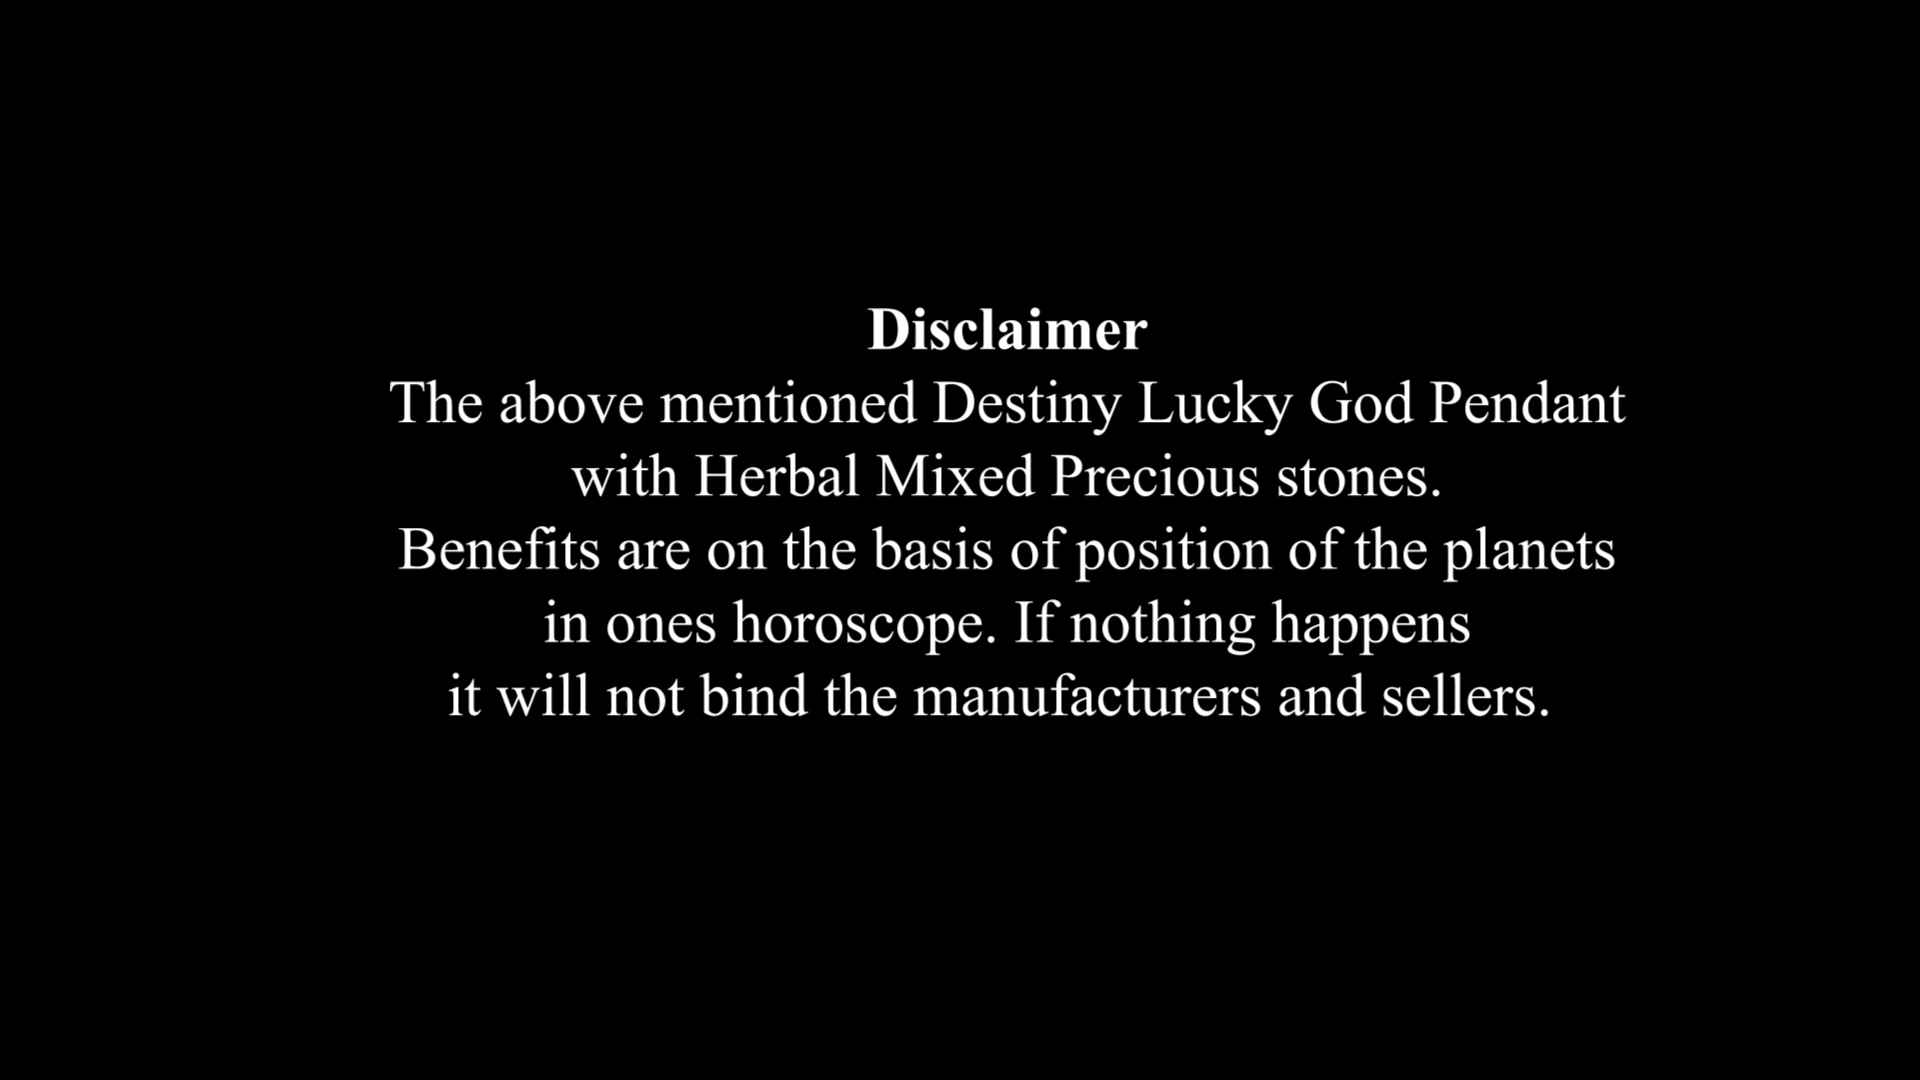 Disclaimer
The above mentioned Destiny Lucky God Pendant
with Herbal Mixed Precious stones.
Benefits are on the basis of position of the planets
in ones horoscope. If nothing happens
it will not bind the manufacturers and sellers.